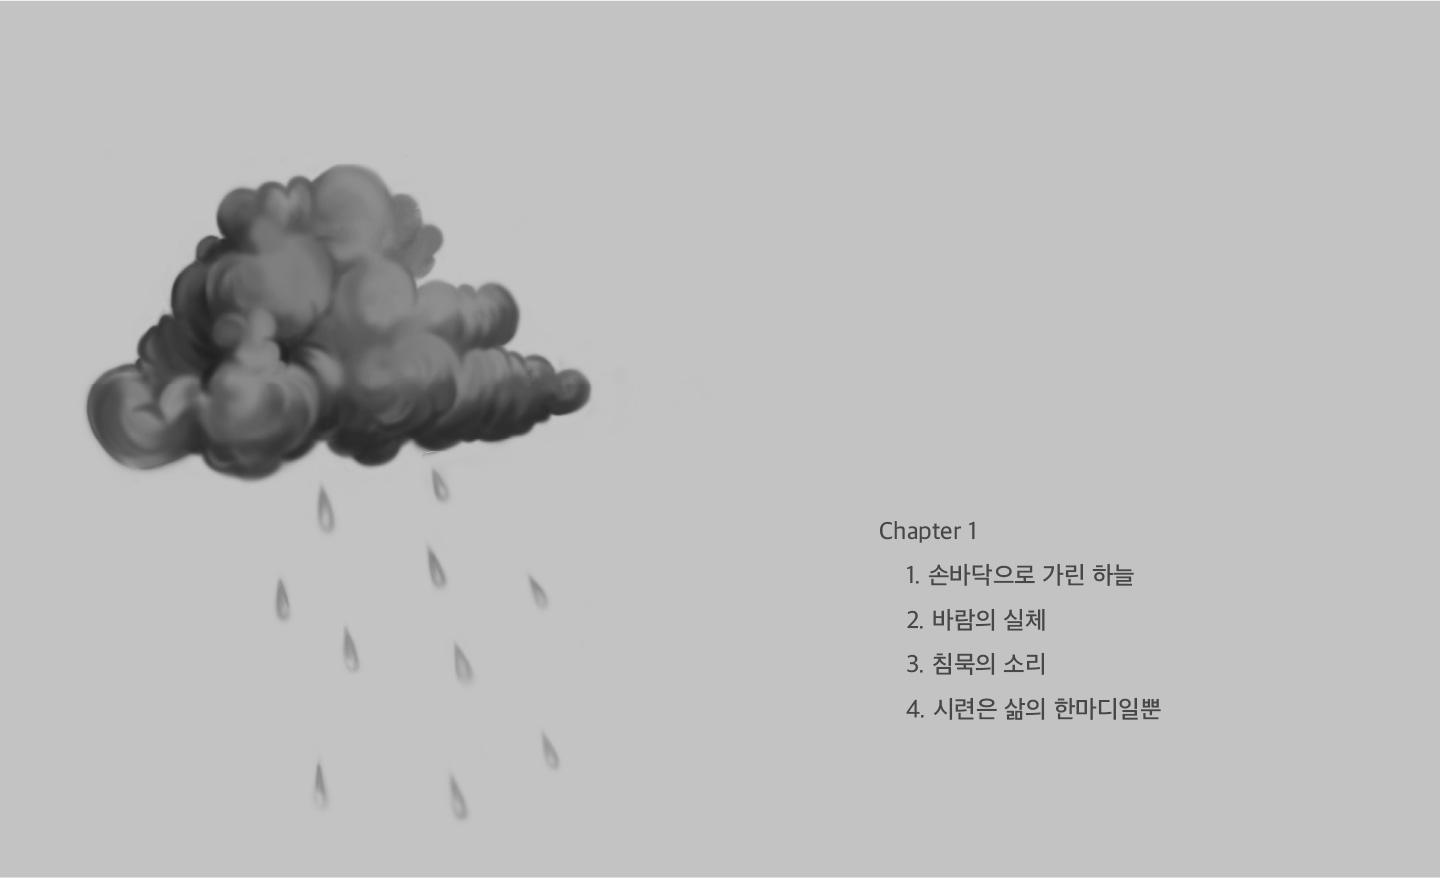 Chapter 1
1. 손바닥으로 가린 하늘
2. 바람의 실체
3. 침묵의 소리
4. 시련은 삶의 한마디일뿐